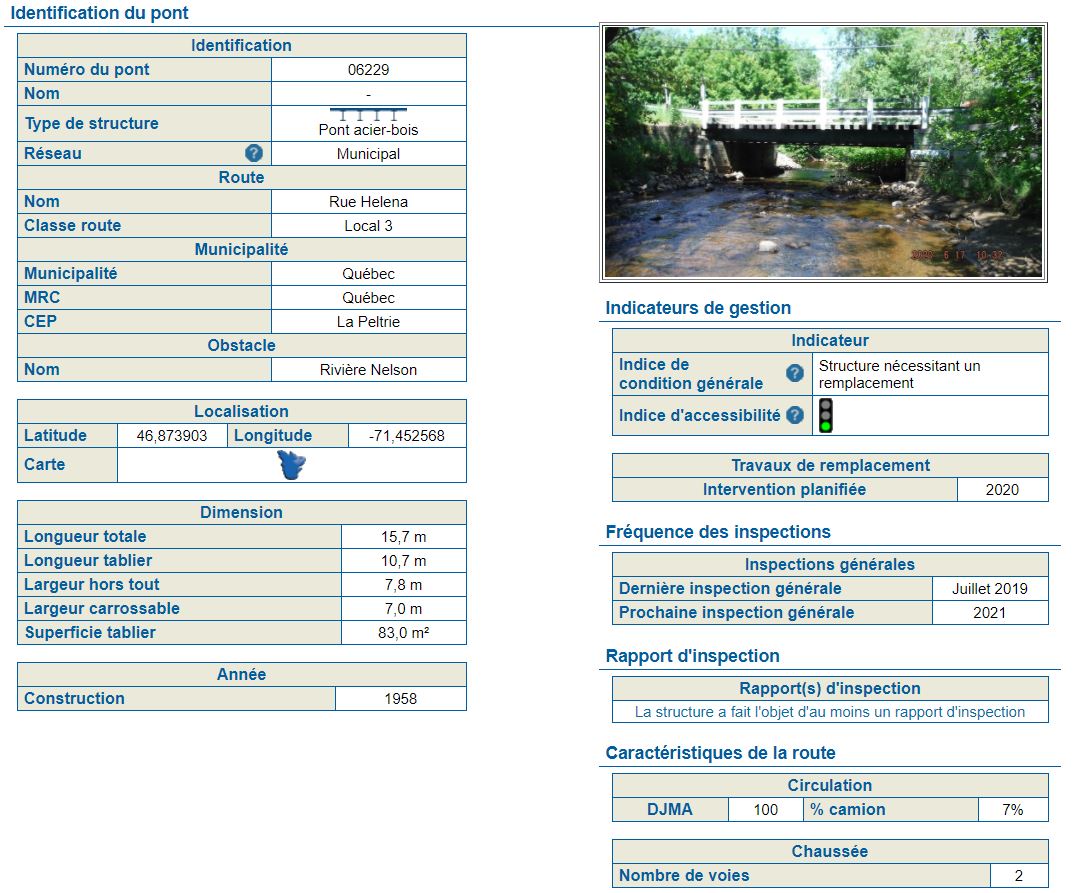 Identification du pont
Identification
Numéro du pont 06229
Nom -
Type de structure Pont acier-bois
Réseau ? Municipal
Route
Nom Rue Helena
Classe route Local 3
Municipalité
Municipalité Québec
MRC Québec
CEP La Peltrie
Obstacle
Nom Rivière Nelson
Localisation
Latitude 46,873903 Longitude -71,452568
Carte
Dimension
Longueur totale 15,7 m
Longueur tablier 10,7 m
Largeur hors tout 7,8 m
Largeur carrossable 7,0 m
Superficie tablier 83,0 m²
Année
Construction 1958
Indicateurs de gestion
Indicateur
Indice de
condition générale ? Structure nécessitant un
remplacement
Indice d'accessibilité ?
Travaux de remplacement
Intervention planifiée 2020
Fréquence des inspections
Inspections générales
Dernière inspection générale Juillet 2019
Prochaine inspection générale 2021
Rapport d'inspection
Rapport(s) d'inspection
La structure a fait l'objet d'au moins un rapport d'inspection
Caractéristiques de la route
Circulation
DJMA 100 % camion 7%
Chaussée
Nombre de voies 2